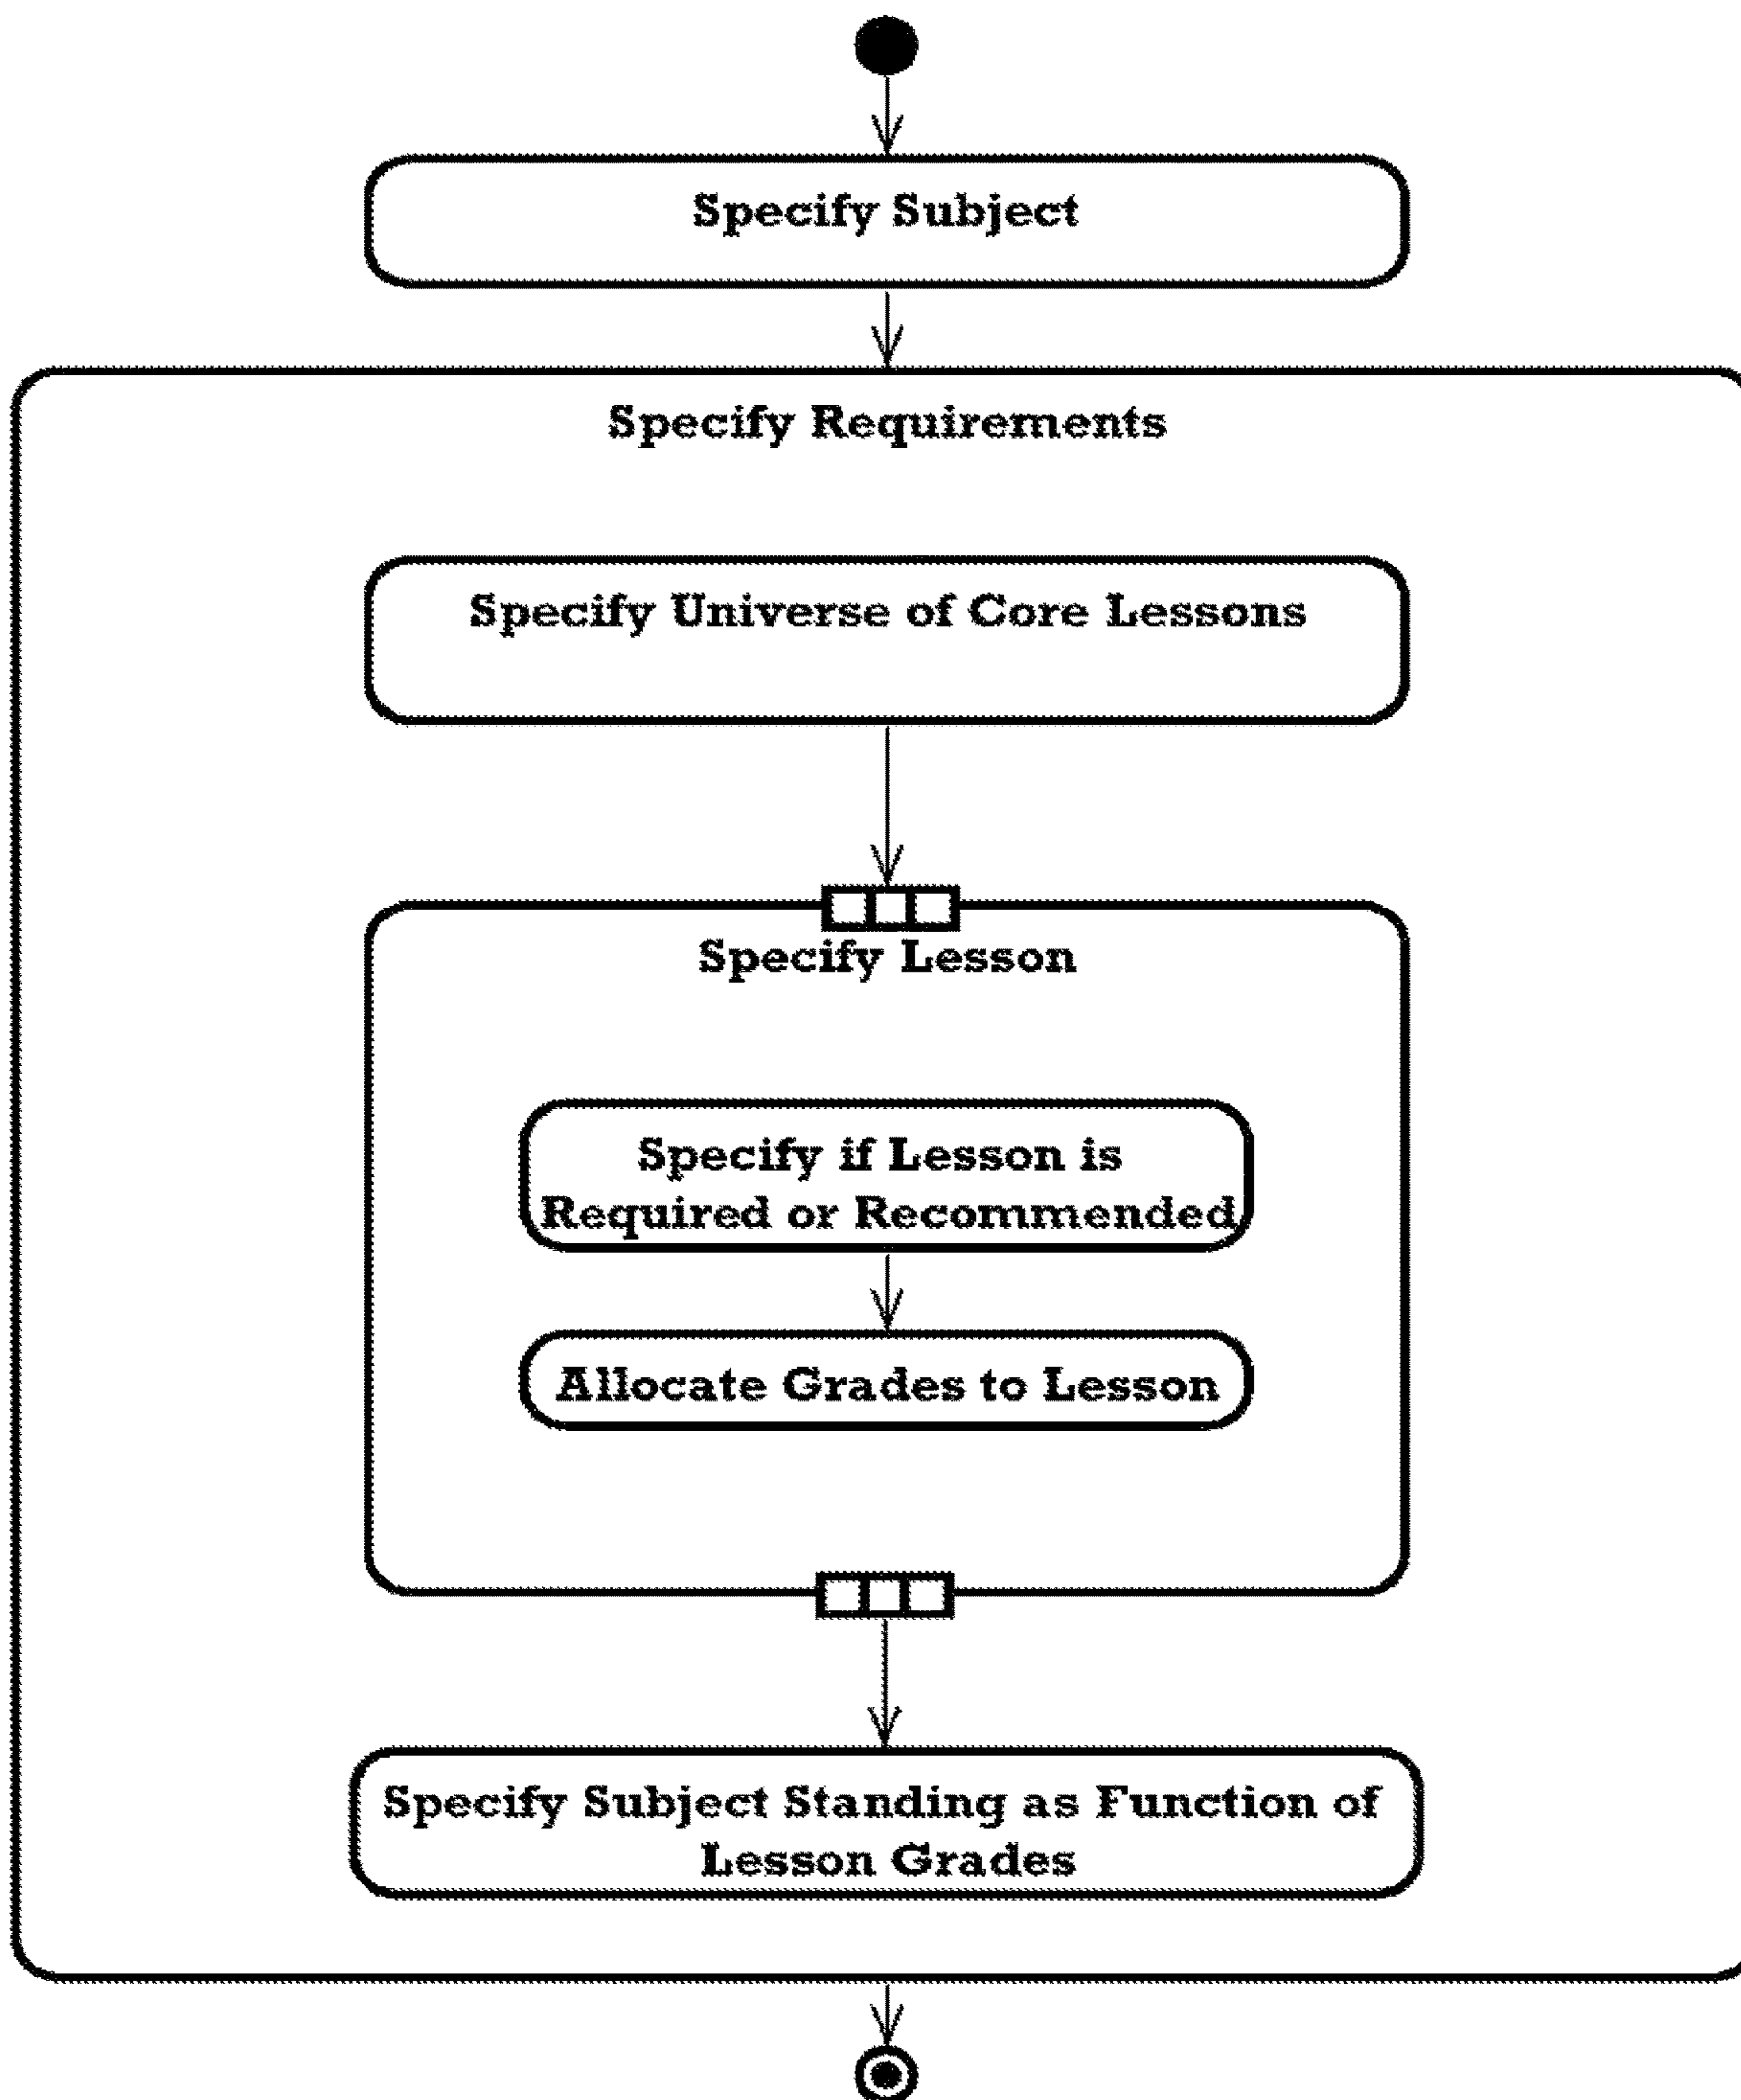 Specify Subject
Specify Requirements
Specify Universe of Core Lessons
Specify Lesson
Specify if Lesson is
Required or Recommended
Allocate Grades to Lesson
Specify Subject Standing as Function of
Lesson Grades